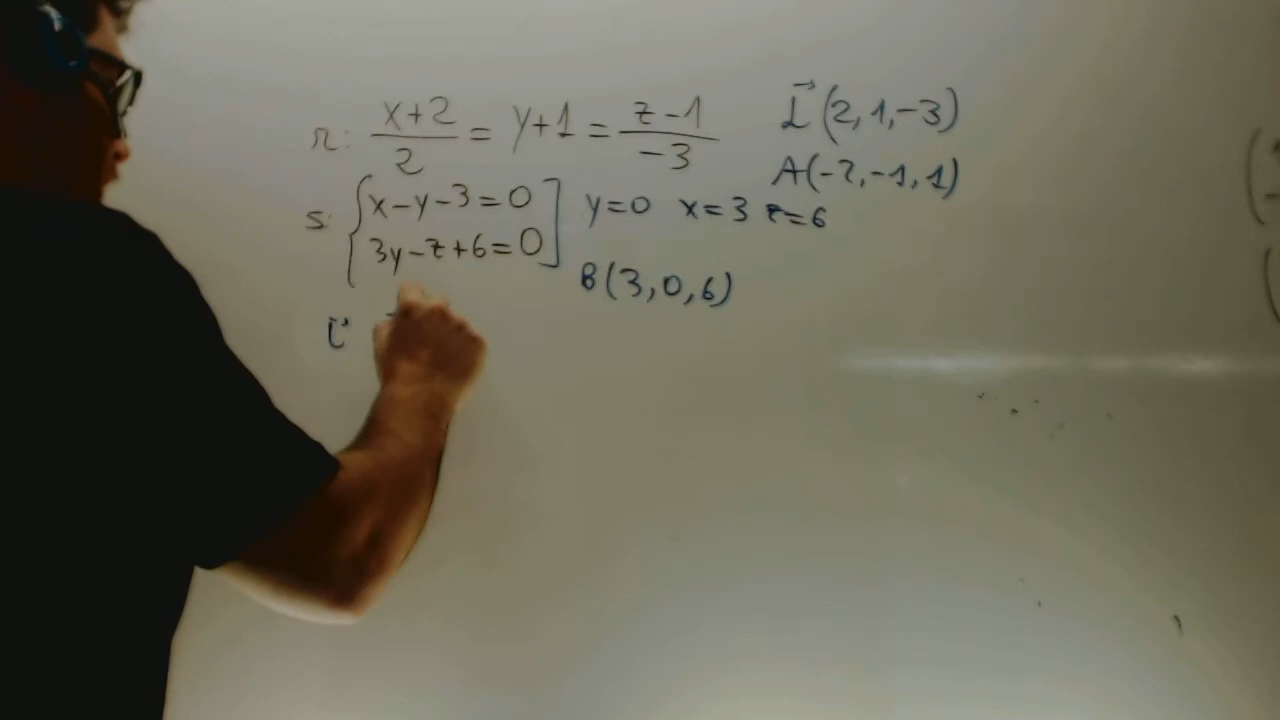 r: (x+2)/2 = y+1 = (z-1)/-3
I⃗(2,1,-3)
A(-2,-1,1)
s: { x-y-3=0 ] y=0 x=3 z=6
3y-z+6=0
B(3,0,6)